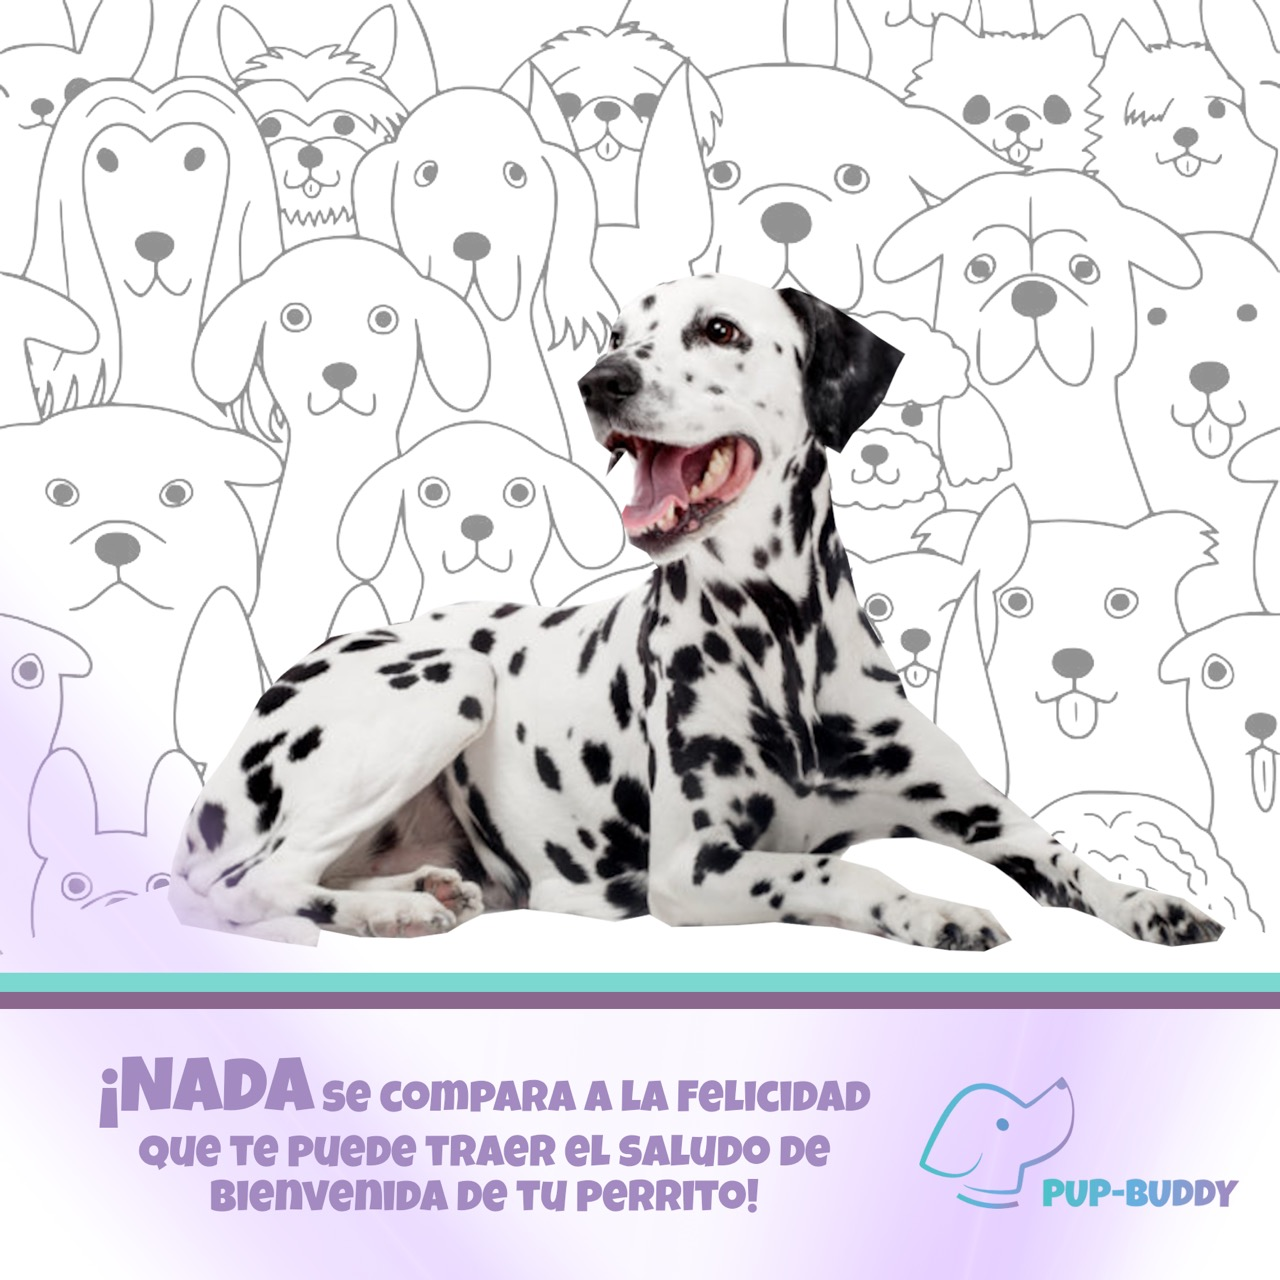 ¡NADA se compara a la felicidad
que te puede traer el saludo de
bienvenida de tu perrito!
PUP-BUDDY